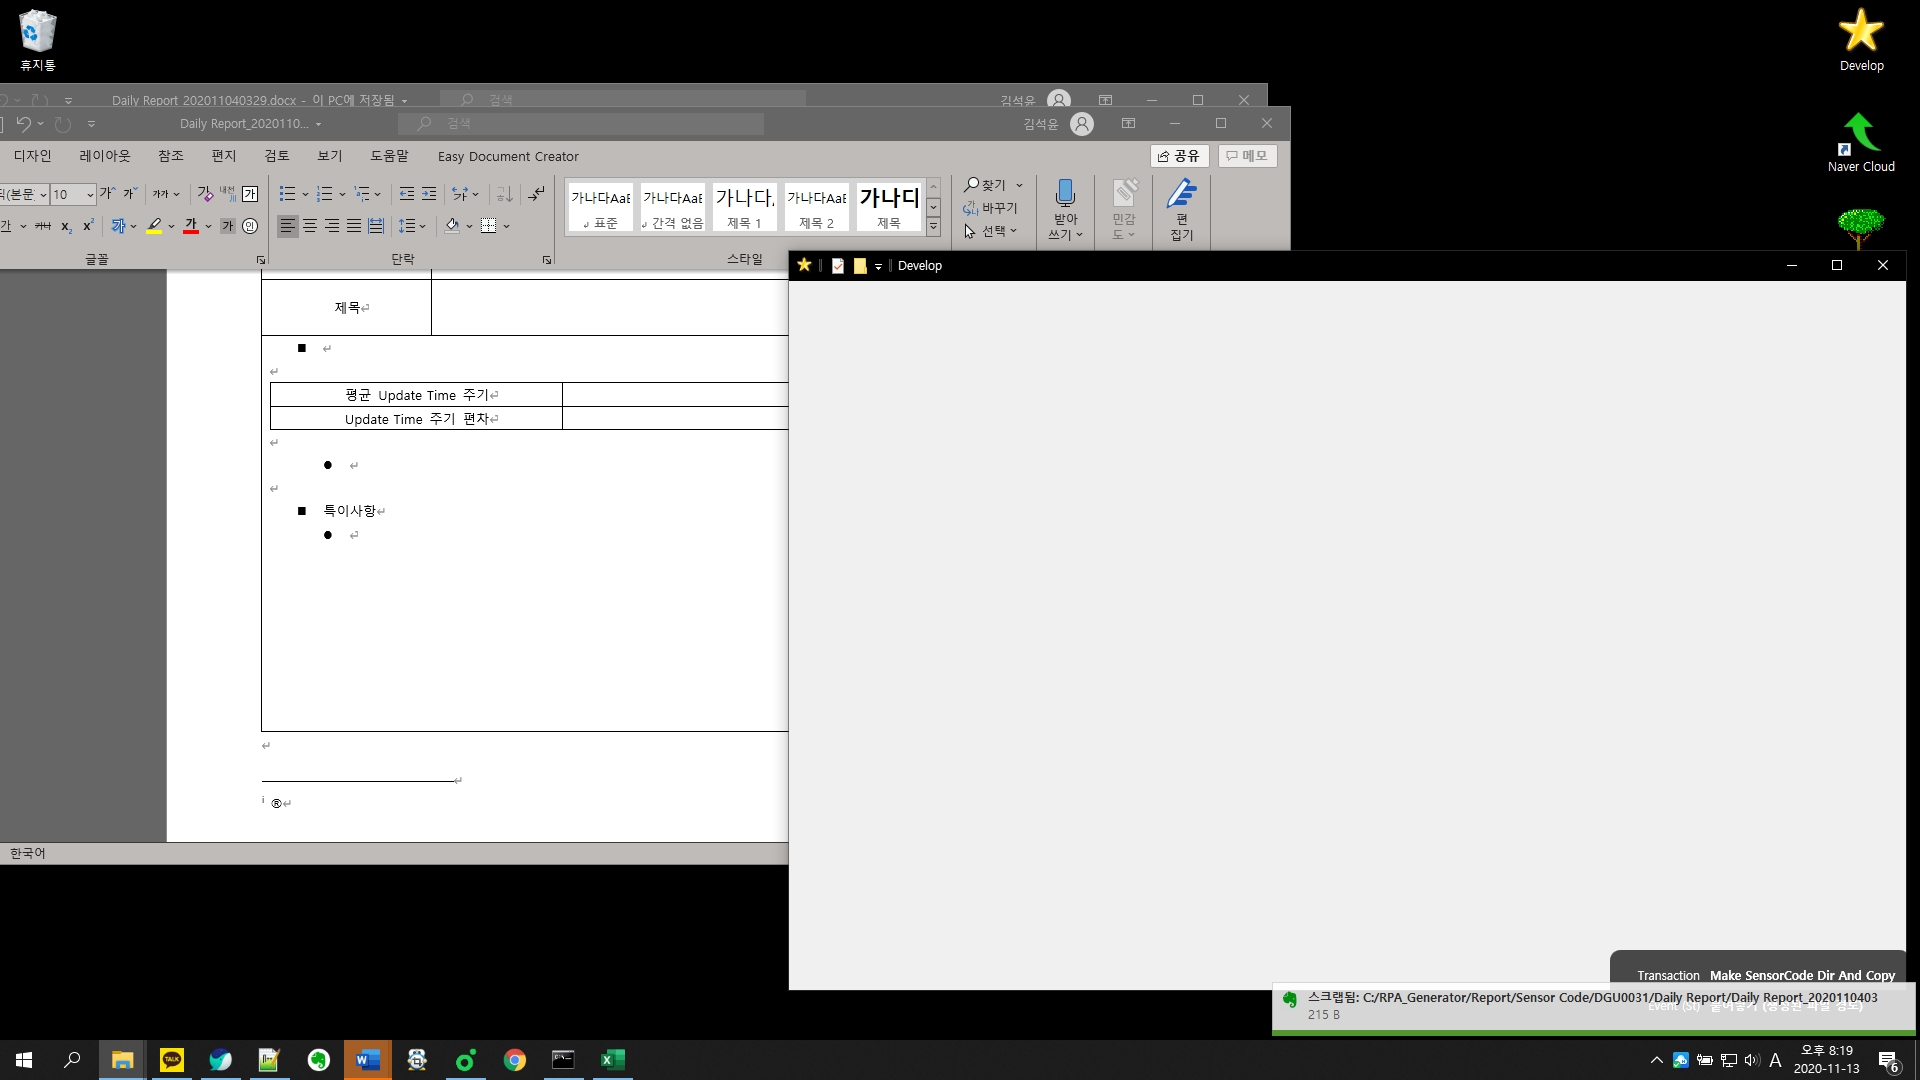 휴지통
Develop
Naver Cloud
Daily Report_202011040329.docx - 이 PC에 저장됨
검색
김석윤
Daily Report_2020110...
검색
김석윤
디자인 레이아웃 참조 편지 검토 보기 도움말 Easy Document Creator
공유
메모
10
가나다AaB 가나다AaB 가나다 가나다AaB 가나다
표준 간격 없음 제목 1 제목 2 제목
찾기
바꾸기
선택
받아
쓰기
민감
도
편
집기
글꼴 단락 스타일
Develop
제목
평균 Update Time 주기
Update Time 주기 편차
특이사항
i ®
한국어
Transaction Make SensorCode Dir And Copy
스크랩됨: C:/RPA_Generator/Report/Sensor Code/DGU0031/Daily Report/Daily Report_2020110403
215 B
TALK
A
오후 8:19
2020-11-13
6